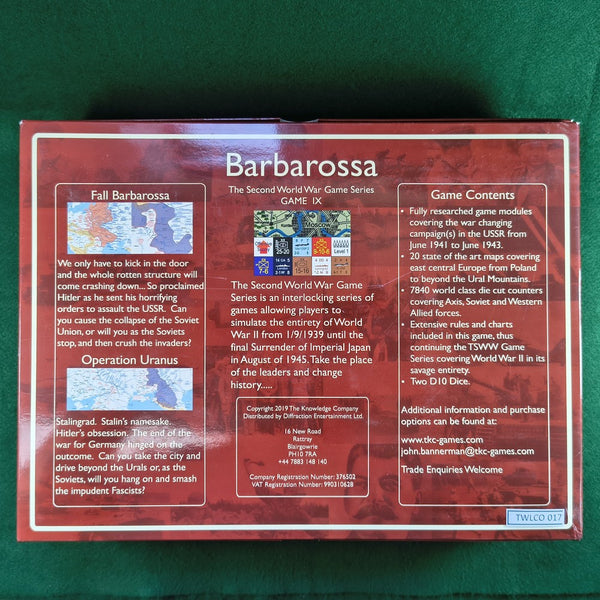 Barbarossa
The Second World War Game Series
GAME IX
Fall Barbarossa
We only have to kick in the door
and the whole rotten structure will
come crashing down... So proclaimed
Hitler as he sent his horrifying
orders to assault the USSR. Can
you cause the collapse of the Soviet
Union, or will you as the Soviets
stop, and then crush the invaders?
Operation Uranus
Stalingrad. Stalin's namesake.
Hitler's obsession. The end of the
war for Germany hinged on the
outcome. Can you take the city and
drive beyond the Urals or, as the
Soviets, will you hang on and smash
the impudent Fascists?
MOSCOW
25-20
9-13-4
Level 1
7-6
15-16
The Second World War Game
Series is an interlocking series of
games allowing players to
simulate the entirety of World
War II from 1/9/1939 until the
final Surrender of Imperial Japan
in August of 1945. Take the place
of the leaders and change
history.....
Copyright 2019 The Knowledge Company
Distributed by Diffraction Entertainment Ltd.
16 New Road
Rattray
Blairgowrie
PH10 7RA
+44 7883 148 140
Company Registration Number: 376502
VAT Registration Number: 990310628
Game Contents
• Fully researched game modules
covering the war changing
campaign(s) in the USSR from
June 1941 to June 1943.
• 20 state of the art maps covering
east central Europe from Poland
to beyond the Ural Mountains.
• 7840 world class die cut counters
covering Axis, Soviet and Western
Allied forces.
• Extensive rules and charts
included in this game, thus
continuing the TSWW Game
Series covering World War II in its
savage entirety.
• Two D10 Dice.
Additional information and purchase
options can be found at:
www.tkc-games.com
john.bannerman@tkc-games.com
Trade Enquiries Welcome
TWLCO 017